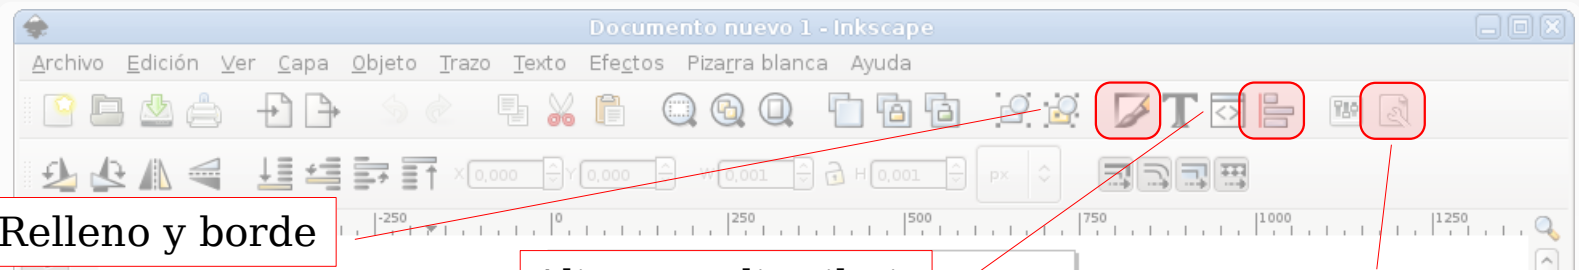 Documento nuevo 1 - Inkscape
Archivo Edición Ver Capa Objeto Trazo Texto Efectos Pizarra blanca Ayuda
X 0,000 Y 0,000 W 0,001 H 0,001 px
-250 0 250 500 750 1000 1250
Relleno y borde